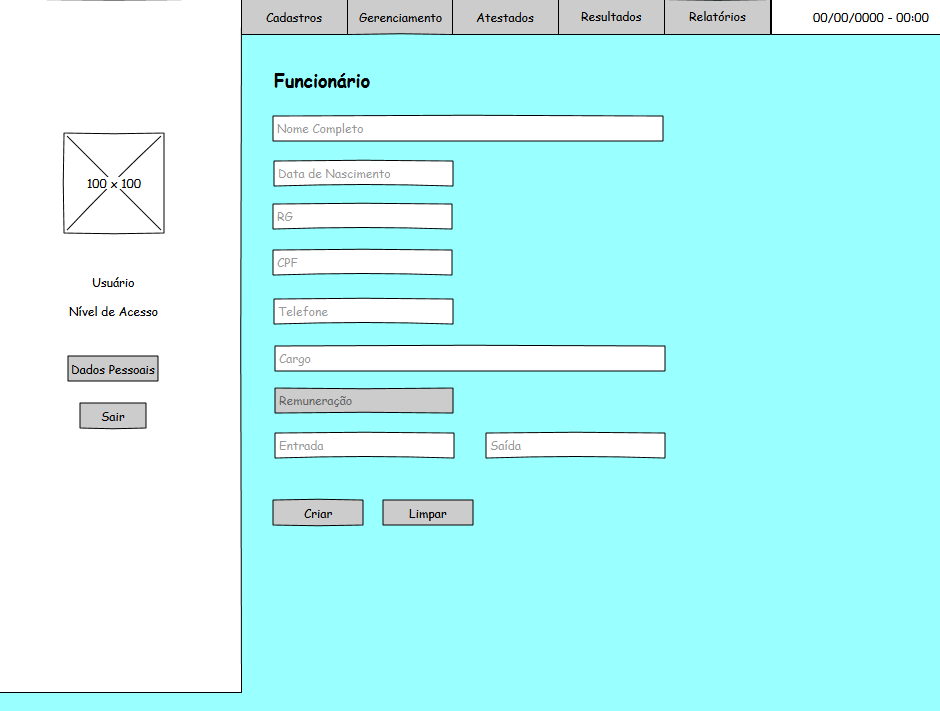 Cadastros
Gerenciamento
Atestados
Resultados
Relatórios
00/00/0000 - 00:00
100 x 100
Usuário
Nível de Acesso
Dados Pessoais
Sair
Funcionário
Nome Completo
Data de Nascimento
RG
CPF
Telefone
Cargo
Remuneração
Entrada
Saída
Criar
Limpar